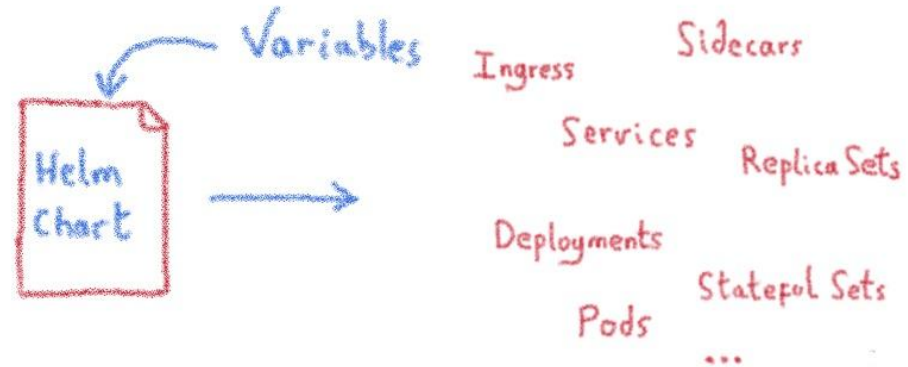 Variables
Helm
Chart
Ingress
Sidecars
Services
Replica Sets
Deployments
Stateful Sets
Pods
...